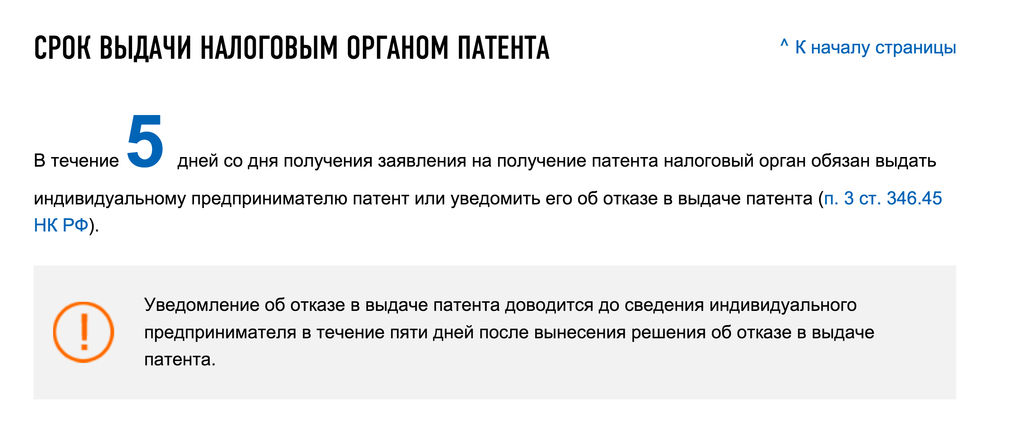 СРОК ВЫДАЧИ НАЛОГОВЫМ ОРГАНОМ ПАТЕНТА
^ К началу страницы
В течение 5 дней со дня получения заявления на получение патента налоговый орган обязан выдать
индивидуальному предпринимателю патент или уведомить его об отказе в выдаче патента (п. 3 ст. 346.45
НК РФ).
Уведомление об отказе в выдаче патента доводится до сведения индивидуального
предпринимателя в течение пяти дней после вынесения решения об отказе в выдаче
патента.